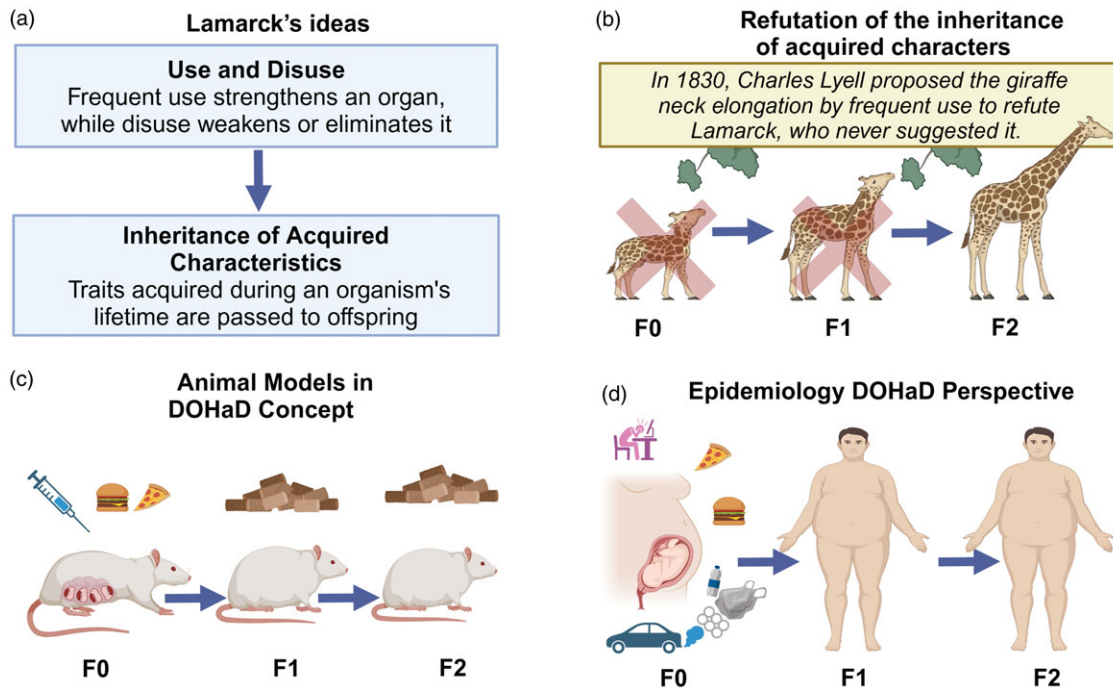 (a)
Lamarck's ideas
Use and Disuse
Frequent use strengthens an organ,
while disuse weakens or eliminates it
Inheritance of Acquired
Characteristics
Traits acquired during an organism's
lifetime are passed to offspring
(b)
Refutation of the inheritance
of acquired characters
In 1830, Charles Lyell proposed the giraffe
neck elongation by frequent use to refute
Lamarck, who never suggested it.
F0
F1
F2
(c)
Animal Models in
DOHaD Concept
F0
F1
F2
(d)
Epidemiology DOHaD Perspective
F0
F1
F2